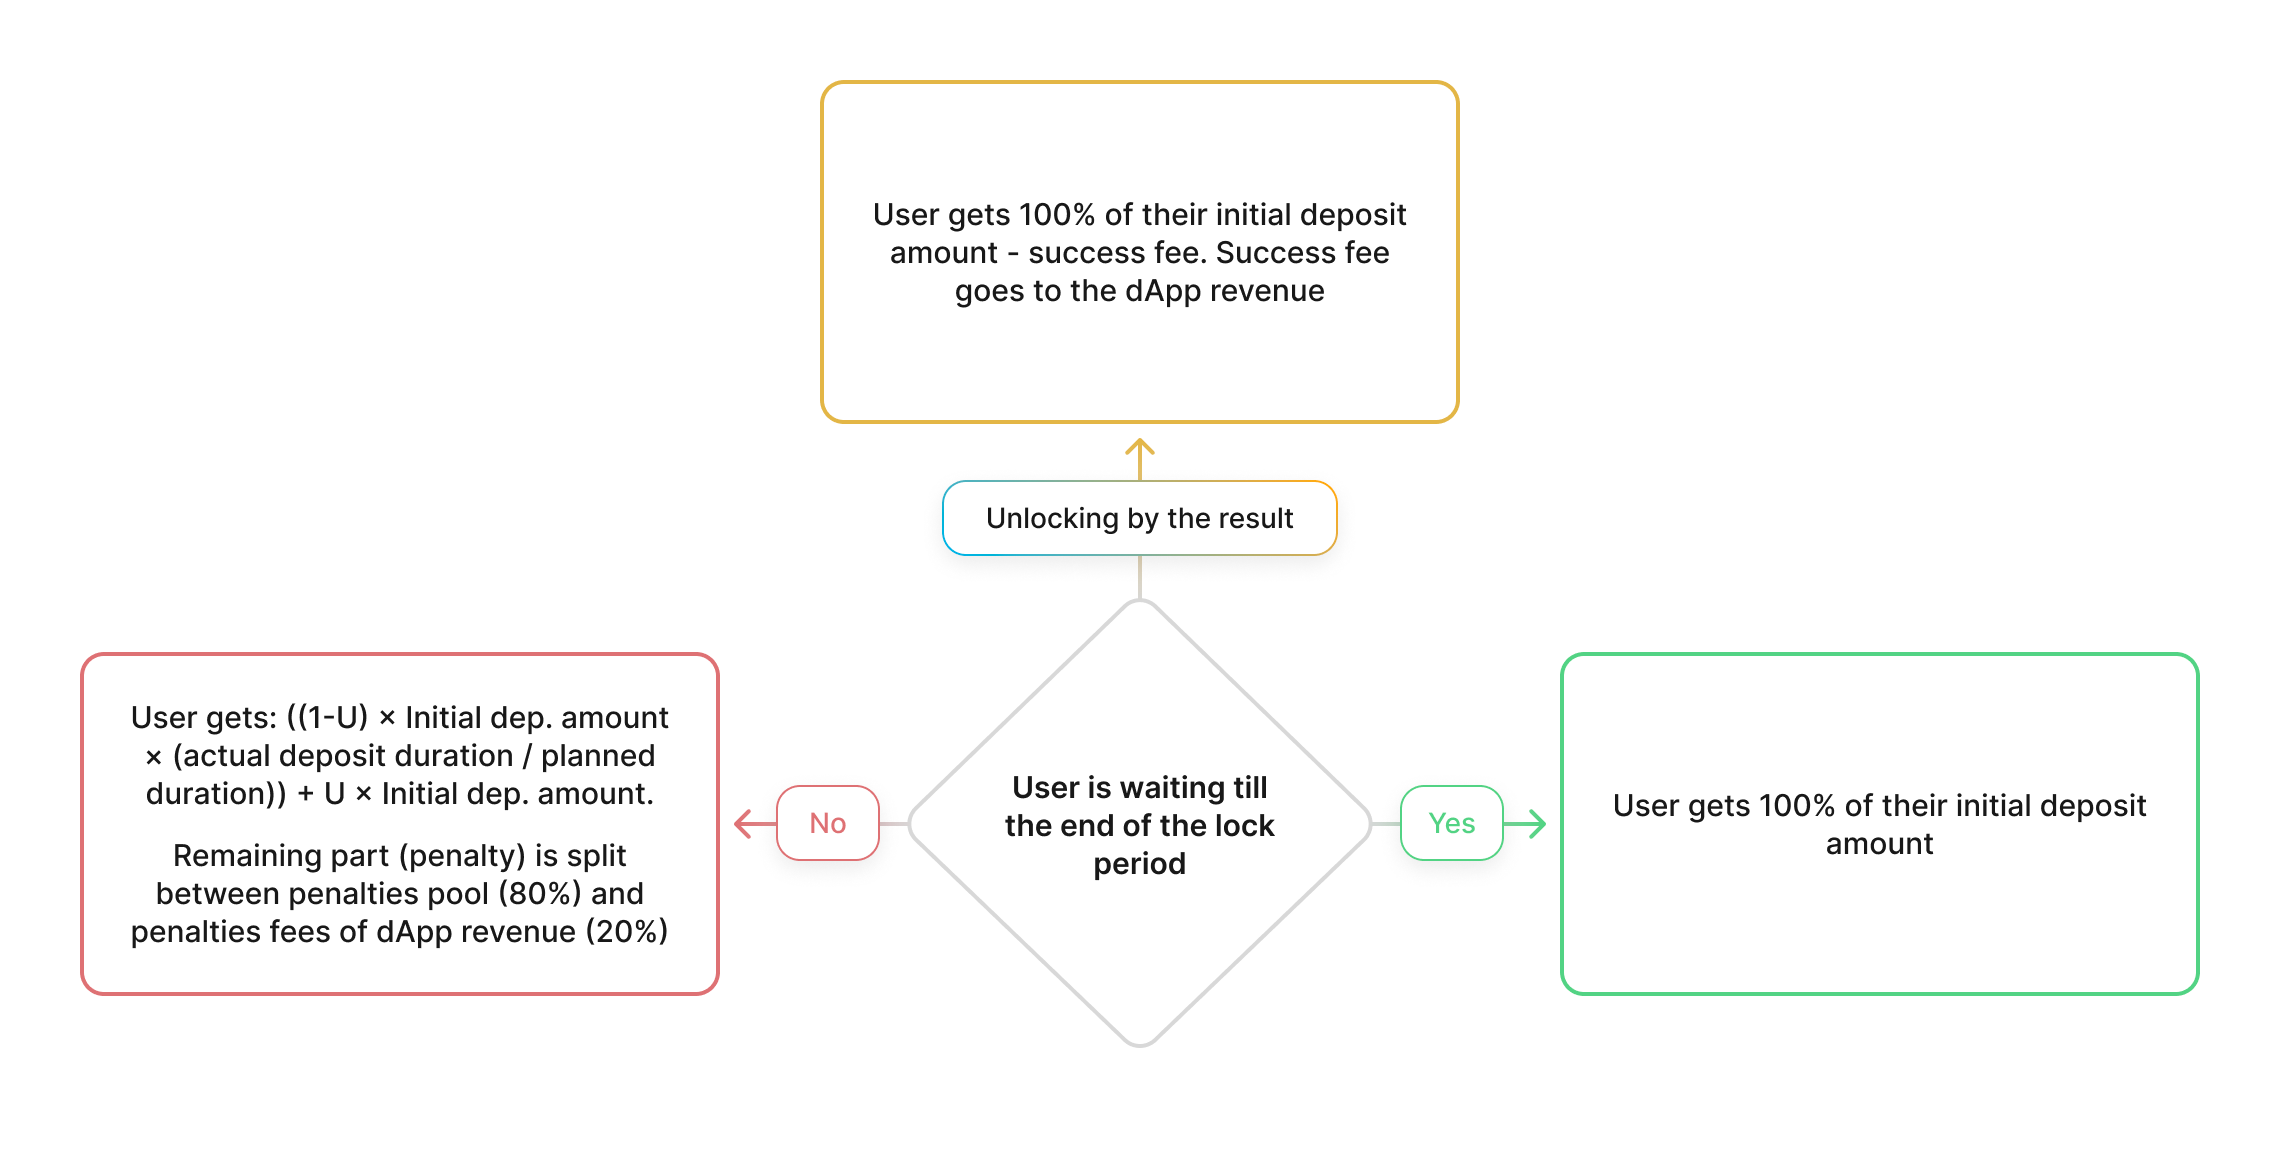 User gets 100% of their initial deposit
amount - success fee. Success fee
goes to the dApp revenue
Unlocking by the result
User gets: ((1-U) × Initial dep. amount
× (actual deposit duration / planned
duration)) + U × Initial dep. amount.
Remaining part (penalty) is split
between penalties pool (80%) and
penalties fees of dApp revenue (20%)
No
User is waiting till
the end of the lock
period
Yes
User gets 100% of their initial deposit
amount